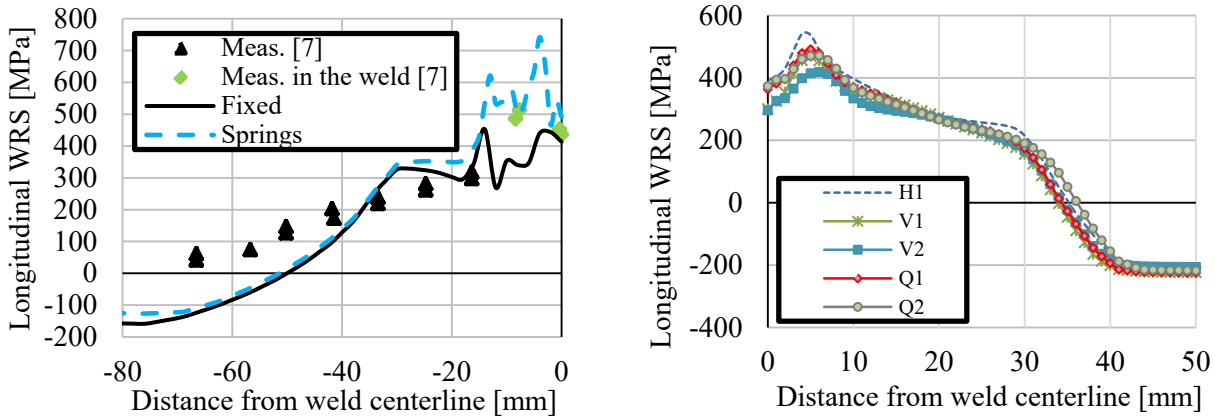 Longitudinal WRS [MPa]
800
700
600
500
400
300
200
100
0
-100
-200
Meas. [7]
Meas. in the weld [7]
Fixed
Springs
-80
-60
-40
-20
0
Distance from weld centerline [mm]
Longitudinal WRS [MPa]
600
400
200
0
-200
-400
H1
V1
V2
Q1
Q2
0
10
20
30
40
50
Distance from weld centerline [mm]